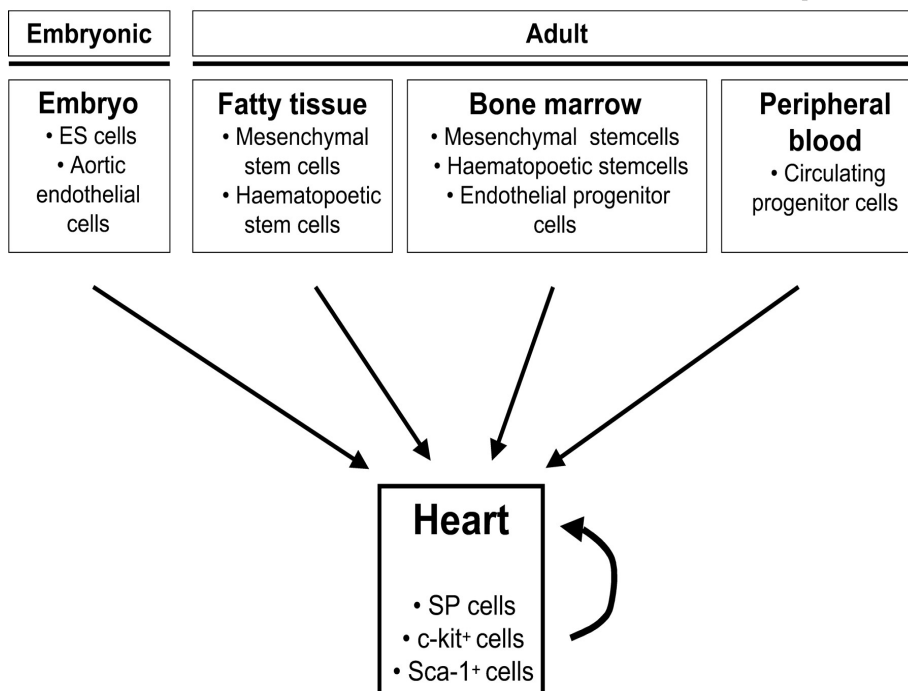 Embryonic
Adult
Embryo
• ES cells
• Aortic
endothelial
cells
Fatty tissue
• Mesenchymal
stem cells
• Haematopoetic
stem cells
Bone marrow
• Mesenchymal stemcells
• Haematopoetic stemcells
• Endothelial progenitor
cells
Peripheral
blood
• Circulating
progenitor cells
Heart
• SP cells
• c-kit⁺ cells
• Sca-1⁺ cells